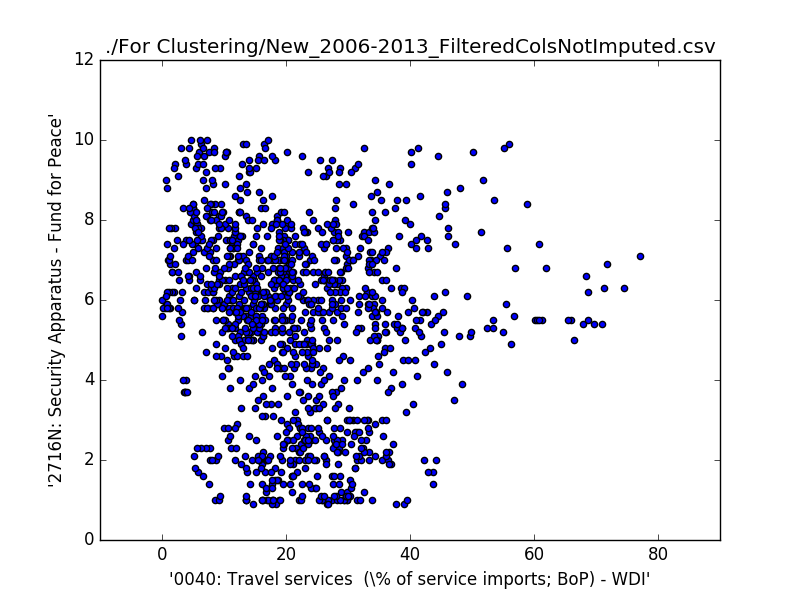 ./For Clustering/New_2006-2013_FilteredColsNotImputed.csv
12
10
8
6
4
2
0
'2716N: Security Apparatus - Fund for Peace'
0 20 40 60 80
'0040: Travel services  (\% of service imports; BoP) - WDI'